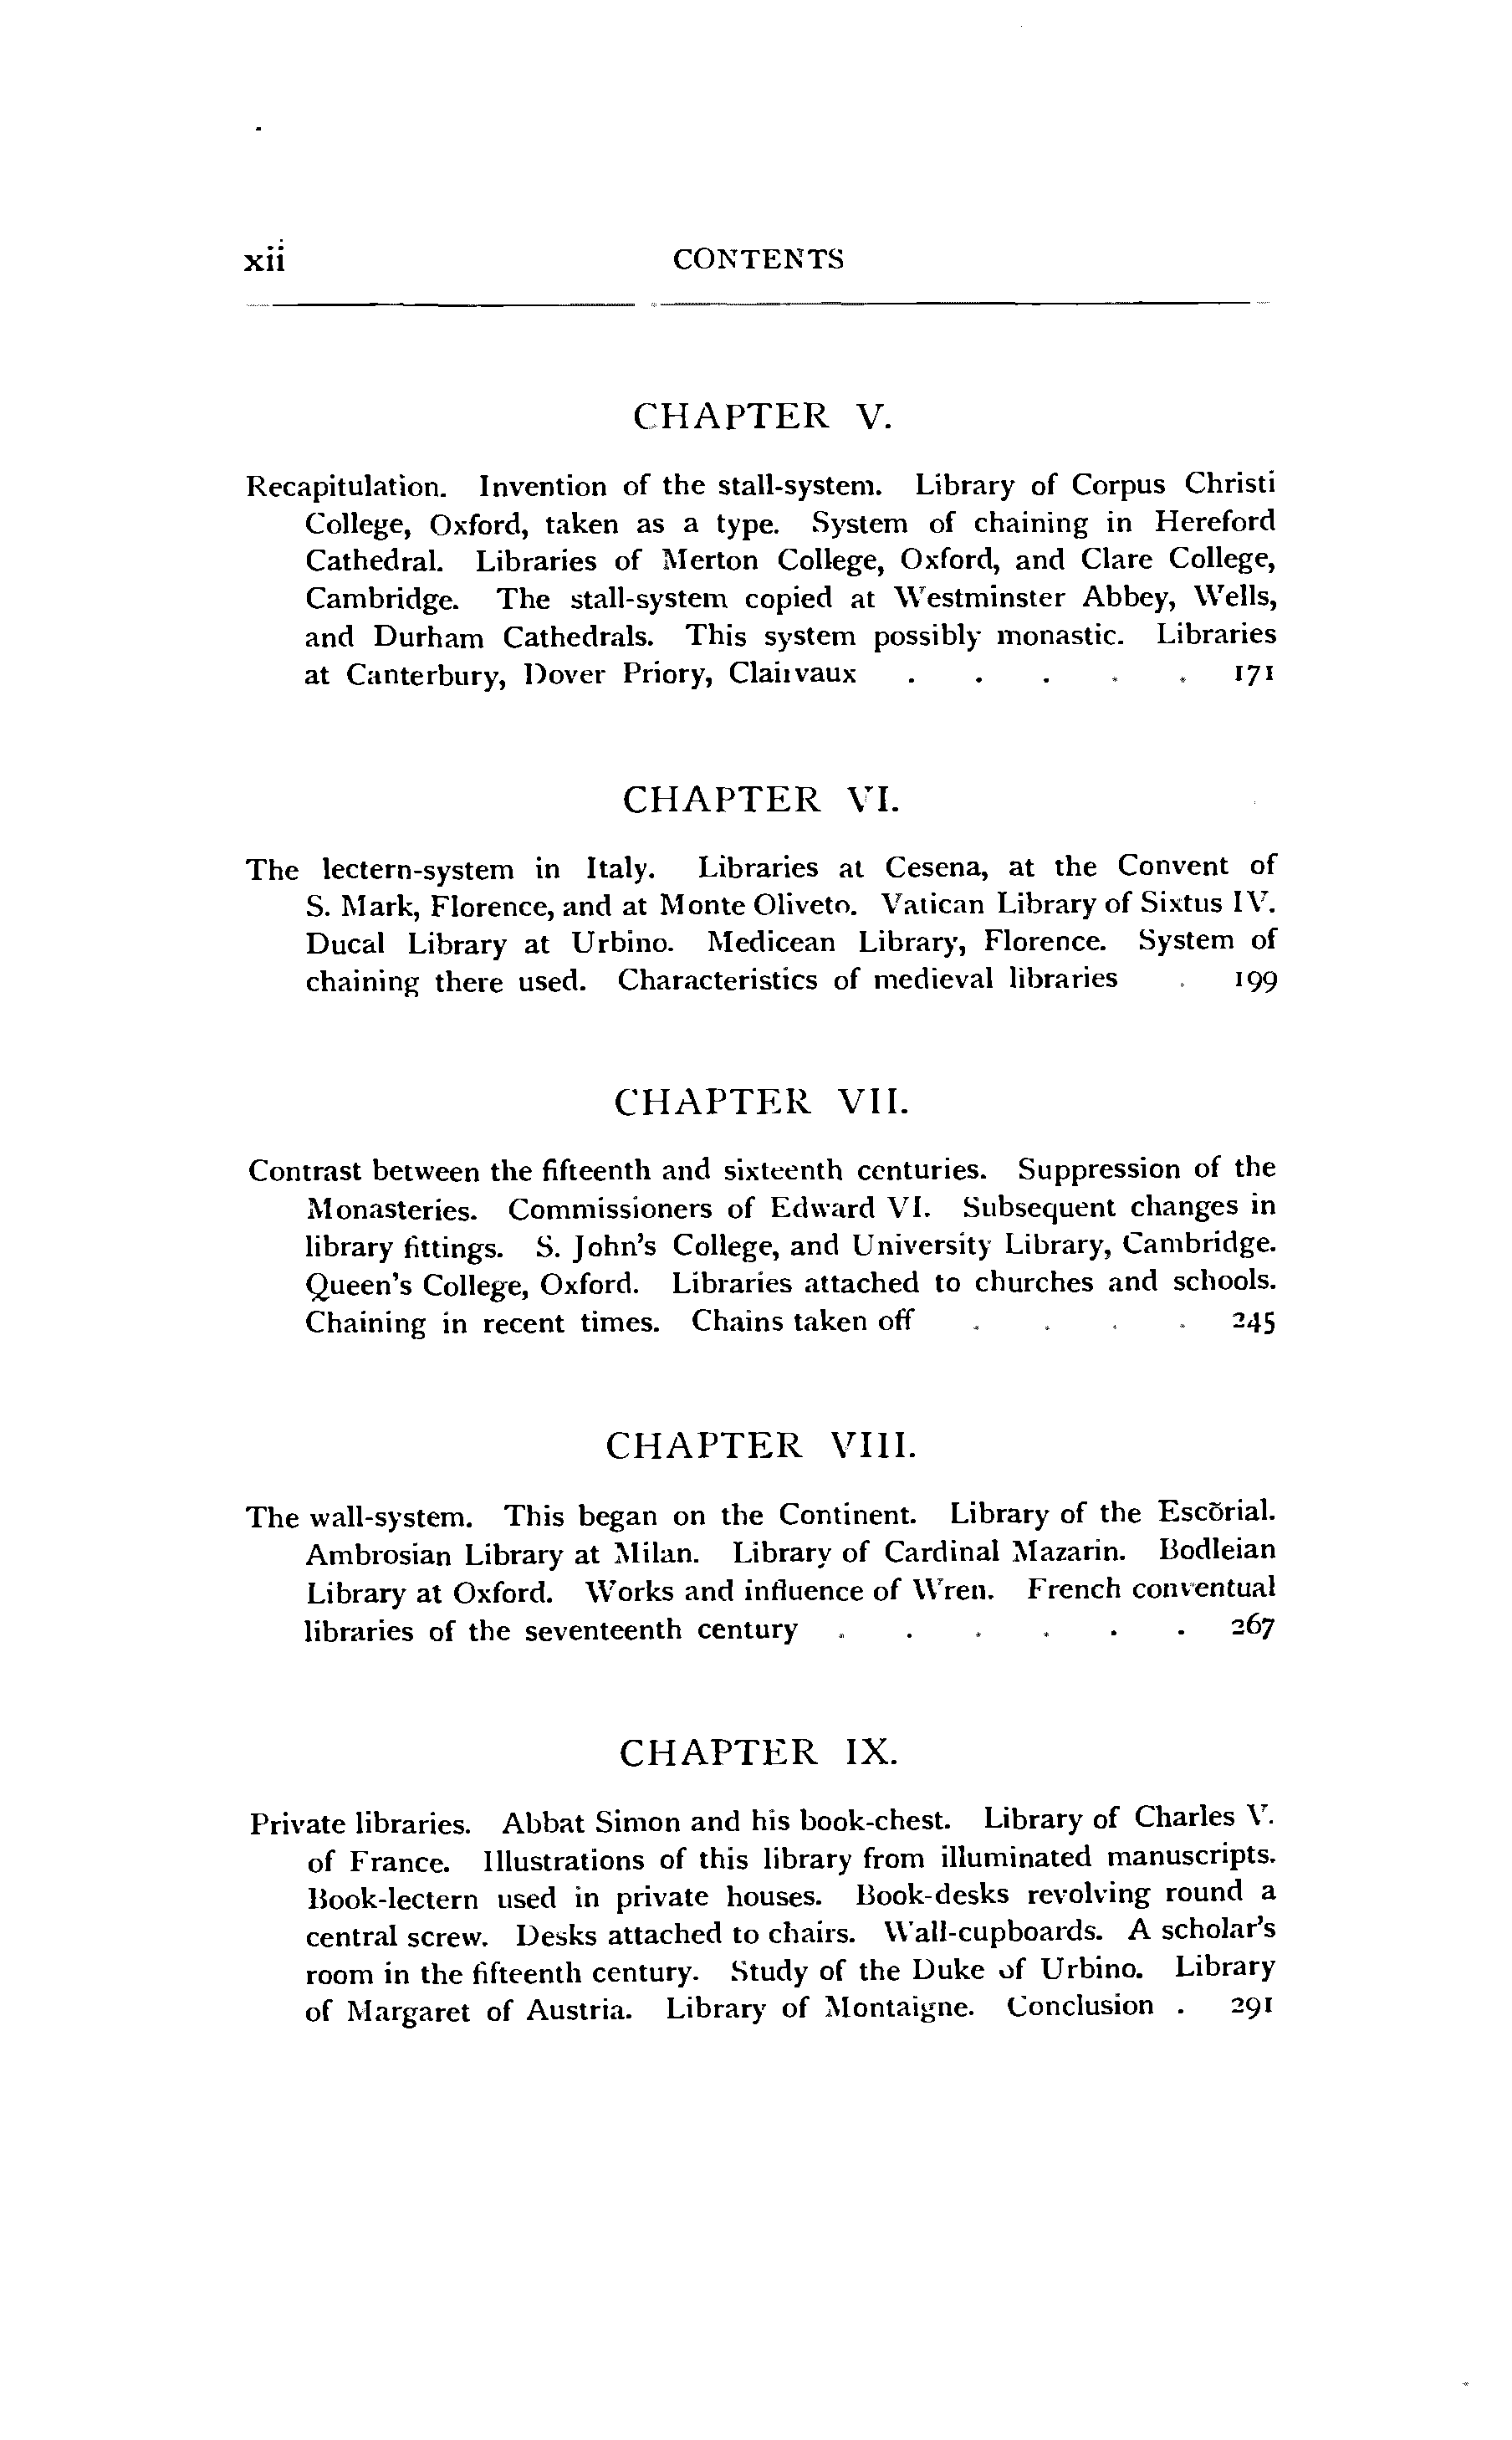 xii CONTENTS
CHAPTER V.
Recapitulation. Invention of the stall-system. Library of Corpus Christi
College, Oxford, taken as a type. System of chaining in Hereford
Cathedral. Libraries of Merton College, Oxford, and Clare College,
Cambridge. The stall-system copied at Westminster Abbey, Wells,
and Durham Cathedrals. This system possibly monastic. Libraries
at Canterbury, Dover Priory, Clairvaux . . . . . 171
CHAPTER VI.
The lectern-system in Italy. Libraries at Cesena, at the Convent of
S. Mark, Florence, and at Monte Oliveto. Vatican Library of Sixtus IV.
Ducal Library at Urbino. Medicean Library, Florence. System of
chaining there used. Characteristics of medieval libraries . 199
CHAPTER VII.
Contrast between the fifteenth and sixteenth centuries. Suppression of the
Monasteries. Commissioners of Edward VI. Subsequent changes in
library fittings. S. John's College, and University Library, Cambridge.
Queen's College, Oxford. Libraries attached to churches and schools.
Chaining in recent times. Chains taken off . . . . 245
CHAPTER VIII.
The wall-system. This began on the Continent. Library of the Escõrial.
Ambrosian Library at Milan. Library of Cardinal Mazarin. Bodleian
Library at Oxford. Works and influence of Wren. French conventual
libraries of the seventeenth century . . . . . . 267
CHAPTER IX.
Private libraries. Abbat Simon and his book-chest. Library of Charles V.
of France. Illustrations of this library from illuminated manuscripts.
Book-lectern used in private houses. Book-desks revolving round a
central screw. Desks attached to chairs. Wall-cupboards. A scholar's
room in the fifteenth century. Study of the Duke of Urbino. Library
of Margaret of Austria. Library of Montaigne. Conclusion . 291